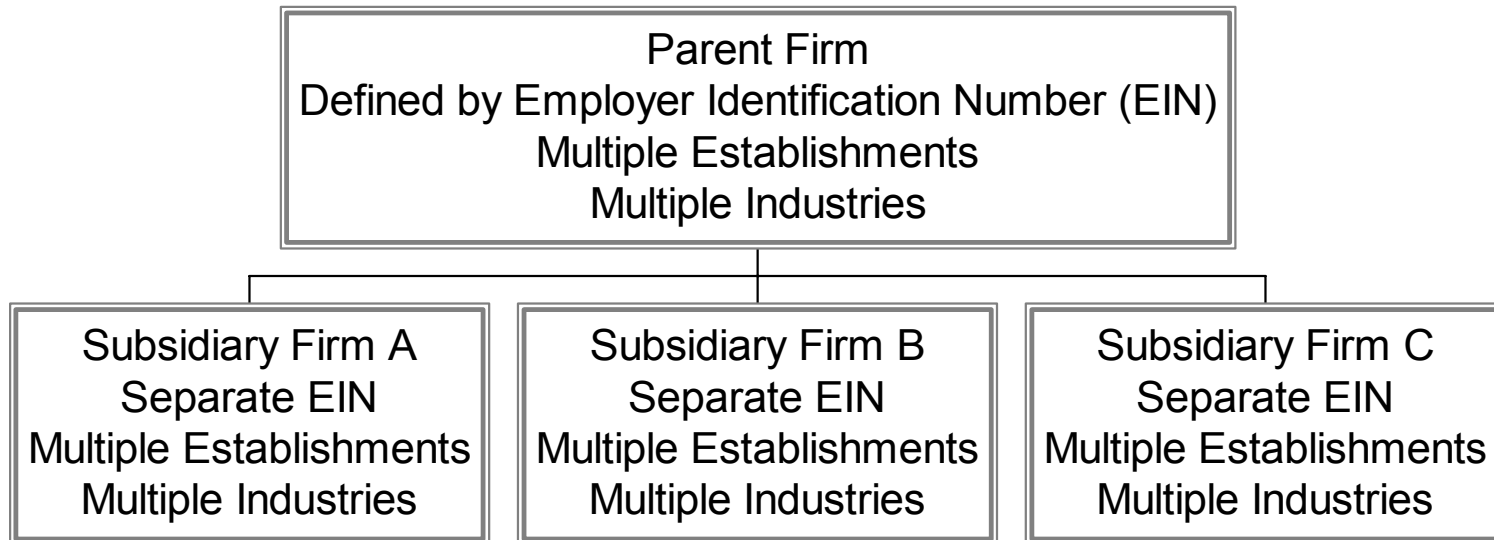 Parent Firm
Defined by Employer Identification Number (EIN)
Multiple Establishments
Multiple Industries
Subsidiary Firm A
Separate EIN
Multiple Establishments
Multiple Industries
Subsidiary Firm B
Separate EIN
Multiple Establishments
Multiple Industries
Subsidiary Firm C
Separate EIN
Multiple Establishments
Multiple Industries